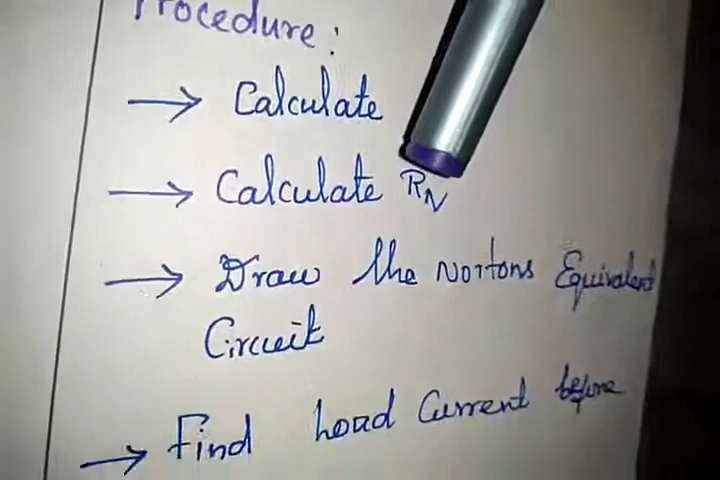 Procedure:
→ Calculate
→ Calculate RN
→ Draw the Nortons Equivalent
Circuit
→ Find Load Current before